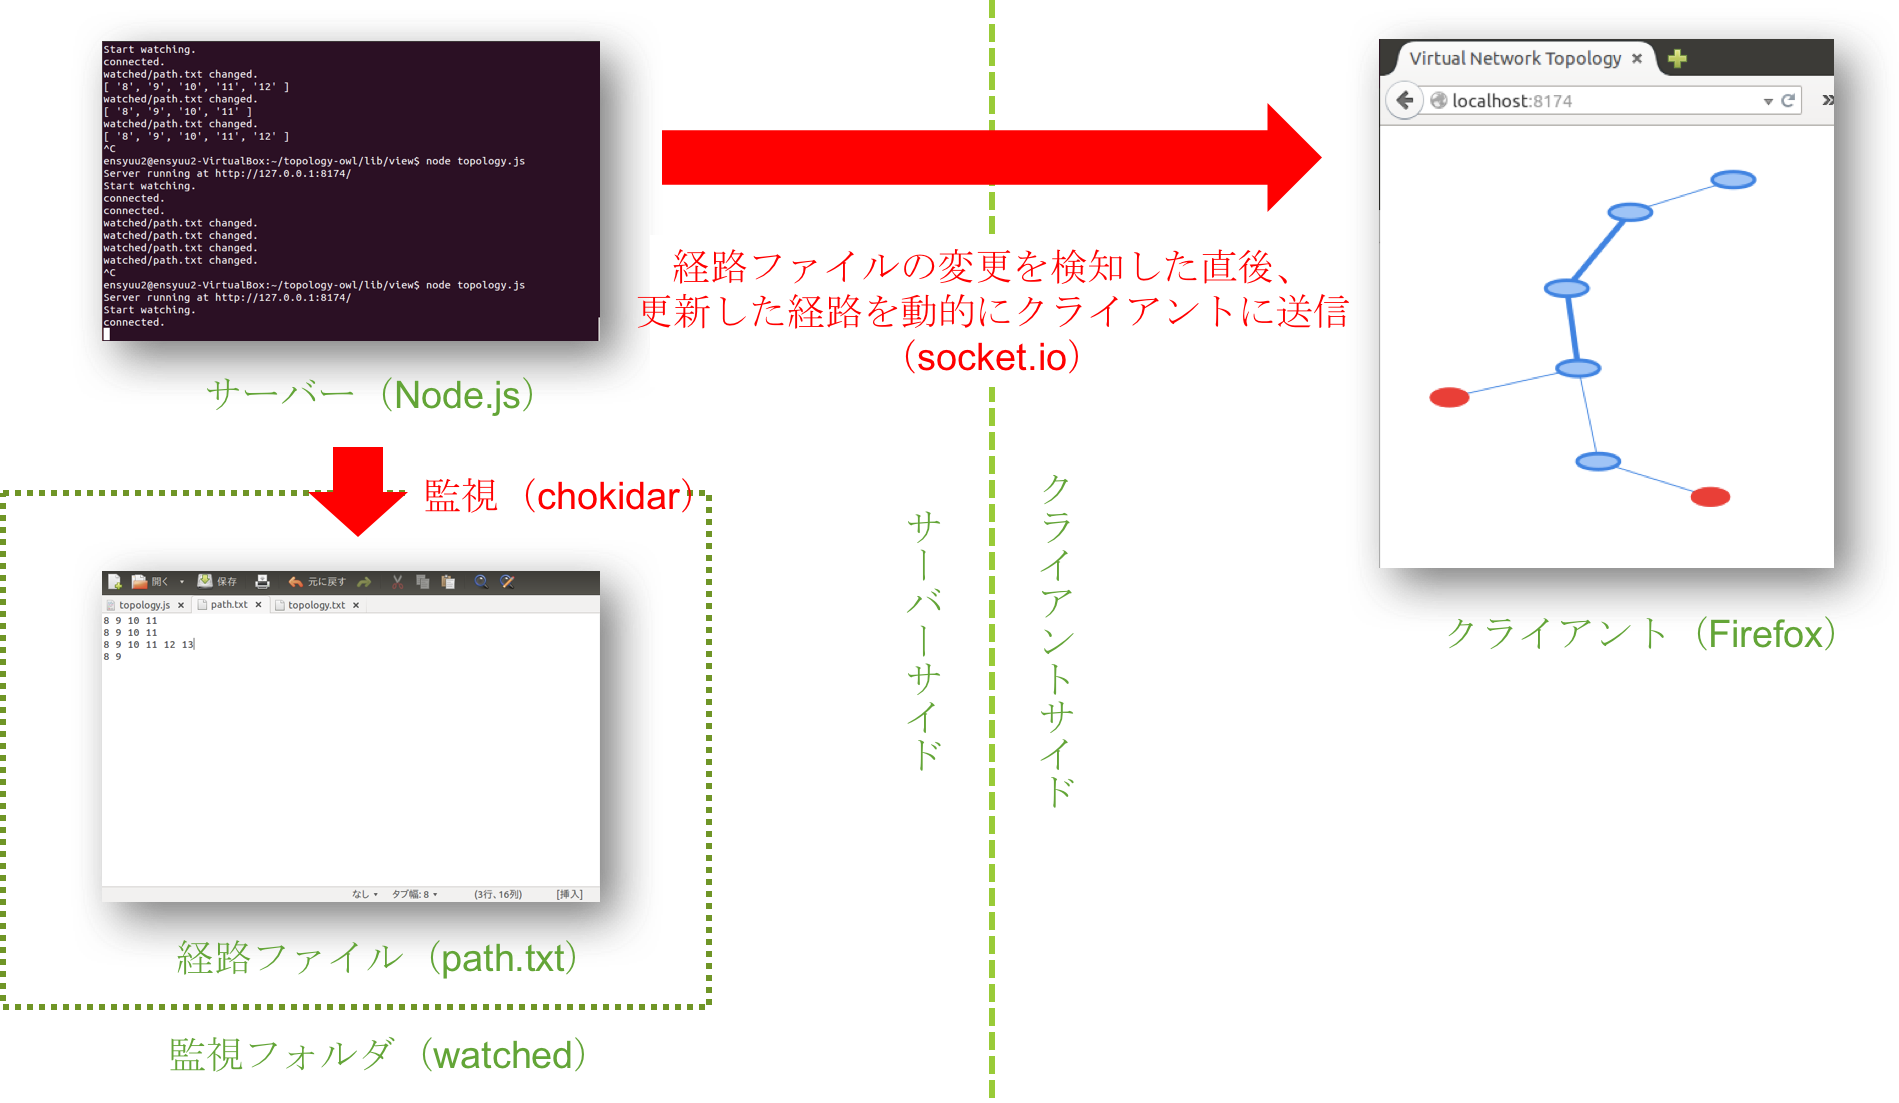 Start watching.
connected.
watched/path.txt changed.
[ '8', '9', '10', '11', '12' ]
watched/path.txt changed.
[ '8', '9', '10', '11' ]
watched/path.txt changed.
[ '8', '9', '10', '11', '12' ]
^C
ensyuu2@ensyuu2-VirtualBox:~/topology-owl/lib/view$ node topology.js
Server running at http://127.0.0.1:8174/
Start watching.
connected.
connected.
watched/path.txt changed.
watched/path.txt changed.
watched/path.txt changed.
watched/path.txt changed.
^C
ensyuu2@ensyuu2-VirtualBox:~/topology-owl/lib/view$ node topology.js
Server running at http://127.0.0.1:8174/
Start watching.
connected.
サーバー（Node.js）
経路ファイルの変更を検知した直後、
更新した経路を動的にクライアントに送信
（socket.io）
Virtual Network Topology
localhost:8174
クライアント（Firefox）
監視（chokidar）
開く 保存 元に戻す
topology.js path.txt topology.txt
8 9 10 11
8 9 10 11
8 9 10 11 12 13
8 9
なし タブ幅: 8 (3行、16列) [挿入]
経路ファイル（path.txt）
監視フォルダ（watched）
サーバーサイド
クライアントサイド